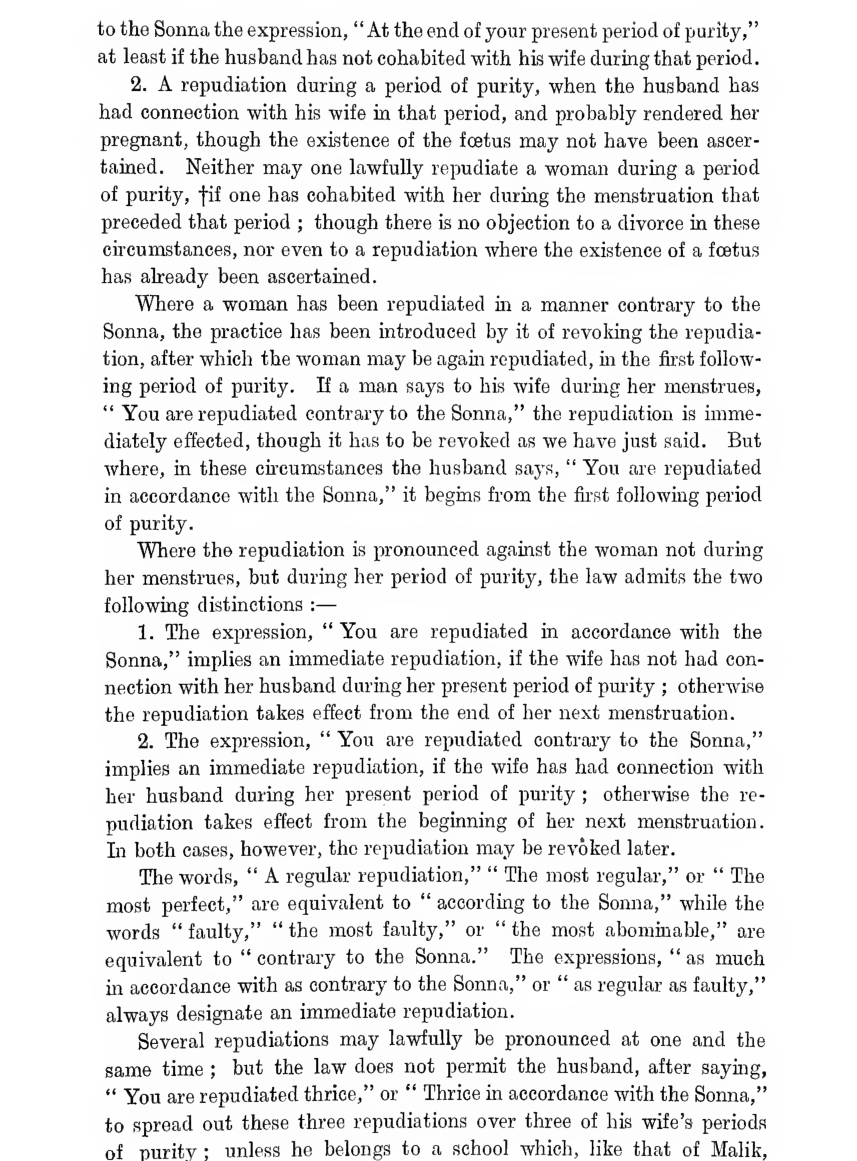 to the Sonna the expression, “At the end of your present period of purity,”
at least if the husband has not cohabited with his wife during that period.
2. A repudiation during a period of purity, when the husband has
had connection with his wife in that period, and probably rendered her
pregnant, though the existence of the fœtus may not have been ascer-
tained. Neither may one lawfully repudiate a woman during a period
of purity, †if one has cohabited with her during the menstruation that
preceded that period ; though there is no objection to a divorce in these
circumstances, nor even to a repudiation where the existence of a fœtus
has already been ascertained.
Where a woman has been repudiated in a manner contrary to the
Sonna, the practice has been introduced by it of revoking the repudia-
tion, after which the woman may be again repudiated, in the first follow-
ing period of purity. If a man says to his wife during her menstrues,
“ You are repudiated contrary to the Sonna,” the repudiation is imme-
diately effected, though it has to be revoked as we have just said. But
where, in these circumstances the husband says, “ You are repudiated
in accordance with the Sonna,” it begins from the first following period
of purity.
Where the repudiation is pronounced against the woman not during
her menstrues, but during her period of purity, the law admits the two
following distinctions :—
1. The expression, “ You are repudiated in accordance with the
Sonna,” implies an immediate repudiation, if the wife has not had con-
nection with her husband during her present period of purity ; otherwise
the repudiation takes effect from the end of her next menstruation.
2. The expression, “ You are repudiated contrary to the Sonna,”
implies an immediate repudiation, if the wife has had connection with
her husband during her present period of purity ; otherwise the re-
pudiation takes effect from the beginning of her next menstruation.
In both cases, however, the repudiation may be revoked later.
The words, “ A regular repudiation,” “ The most regular,” or “ The
most perfect,” are equivalent to “ according to the Sonna,” while the
words “ faulty,” “ the most faulty,” or “ the most abominable,” are
equivalent to “ contrary to the Sonna.” The expressions, “ as much
in accordance with as contrary to the Sonna,” or “ as regular as faulty,”
always designate an immediate repudiation.
Several repudiations may lawfully be pronounced at one and the
same time ; but the law does not permit the husband, after saying,
“ You are repudiated thrice,” or “ Thrice in accordance with the Sonna,”
to spread out these three repudiations over three of his wife’s periods
of purity ; unless he belongs to a school which, like that of Malik,